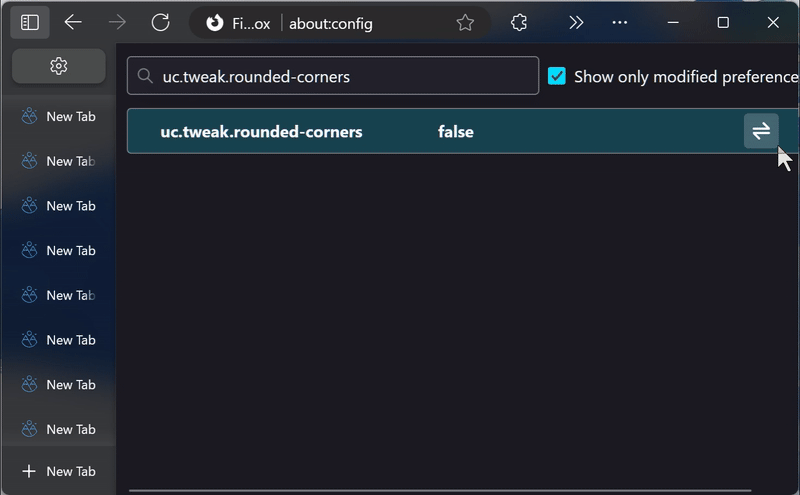 Fi...ox about:config
uc.tweak.rounded-corners
Show only modified preference
uc.tweak.rounded-corners false
New Tab
New Tab
New Tab
New Tab
New Tab
New Tab
New Tab
New Tab
New Tab